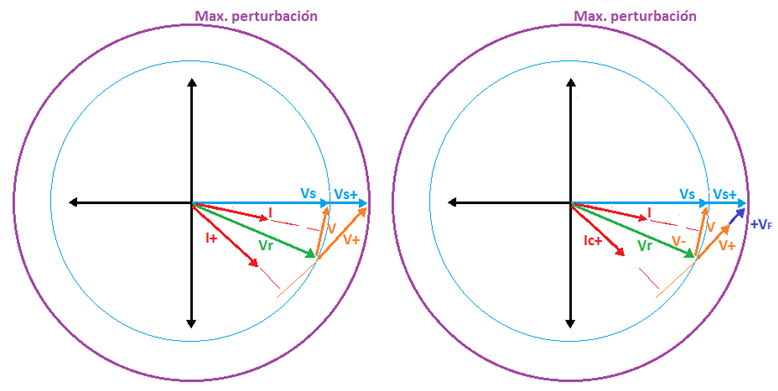 Max. perturbación
Vs Vs+
I
V
V+
I+
Vr
Max. perturbación
Vs Vs+
I
+VF
V
V+
V-
Ic+
Vr